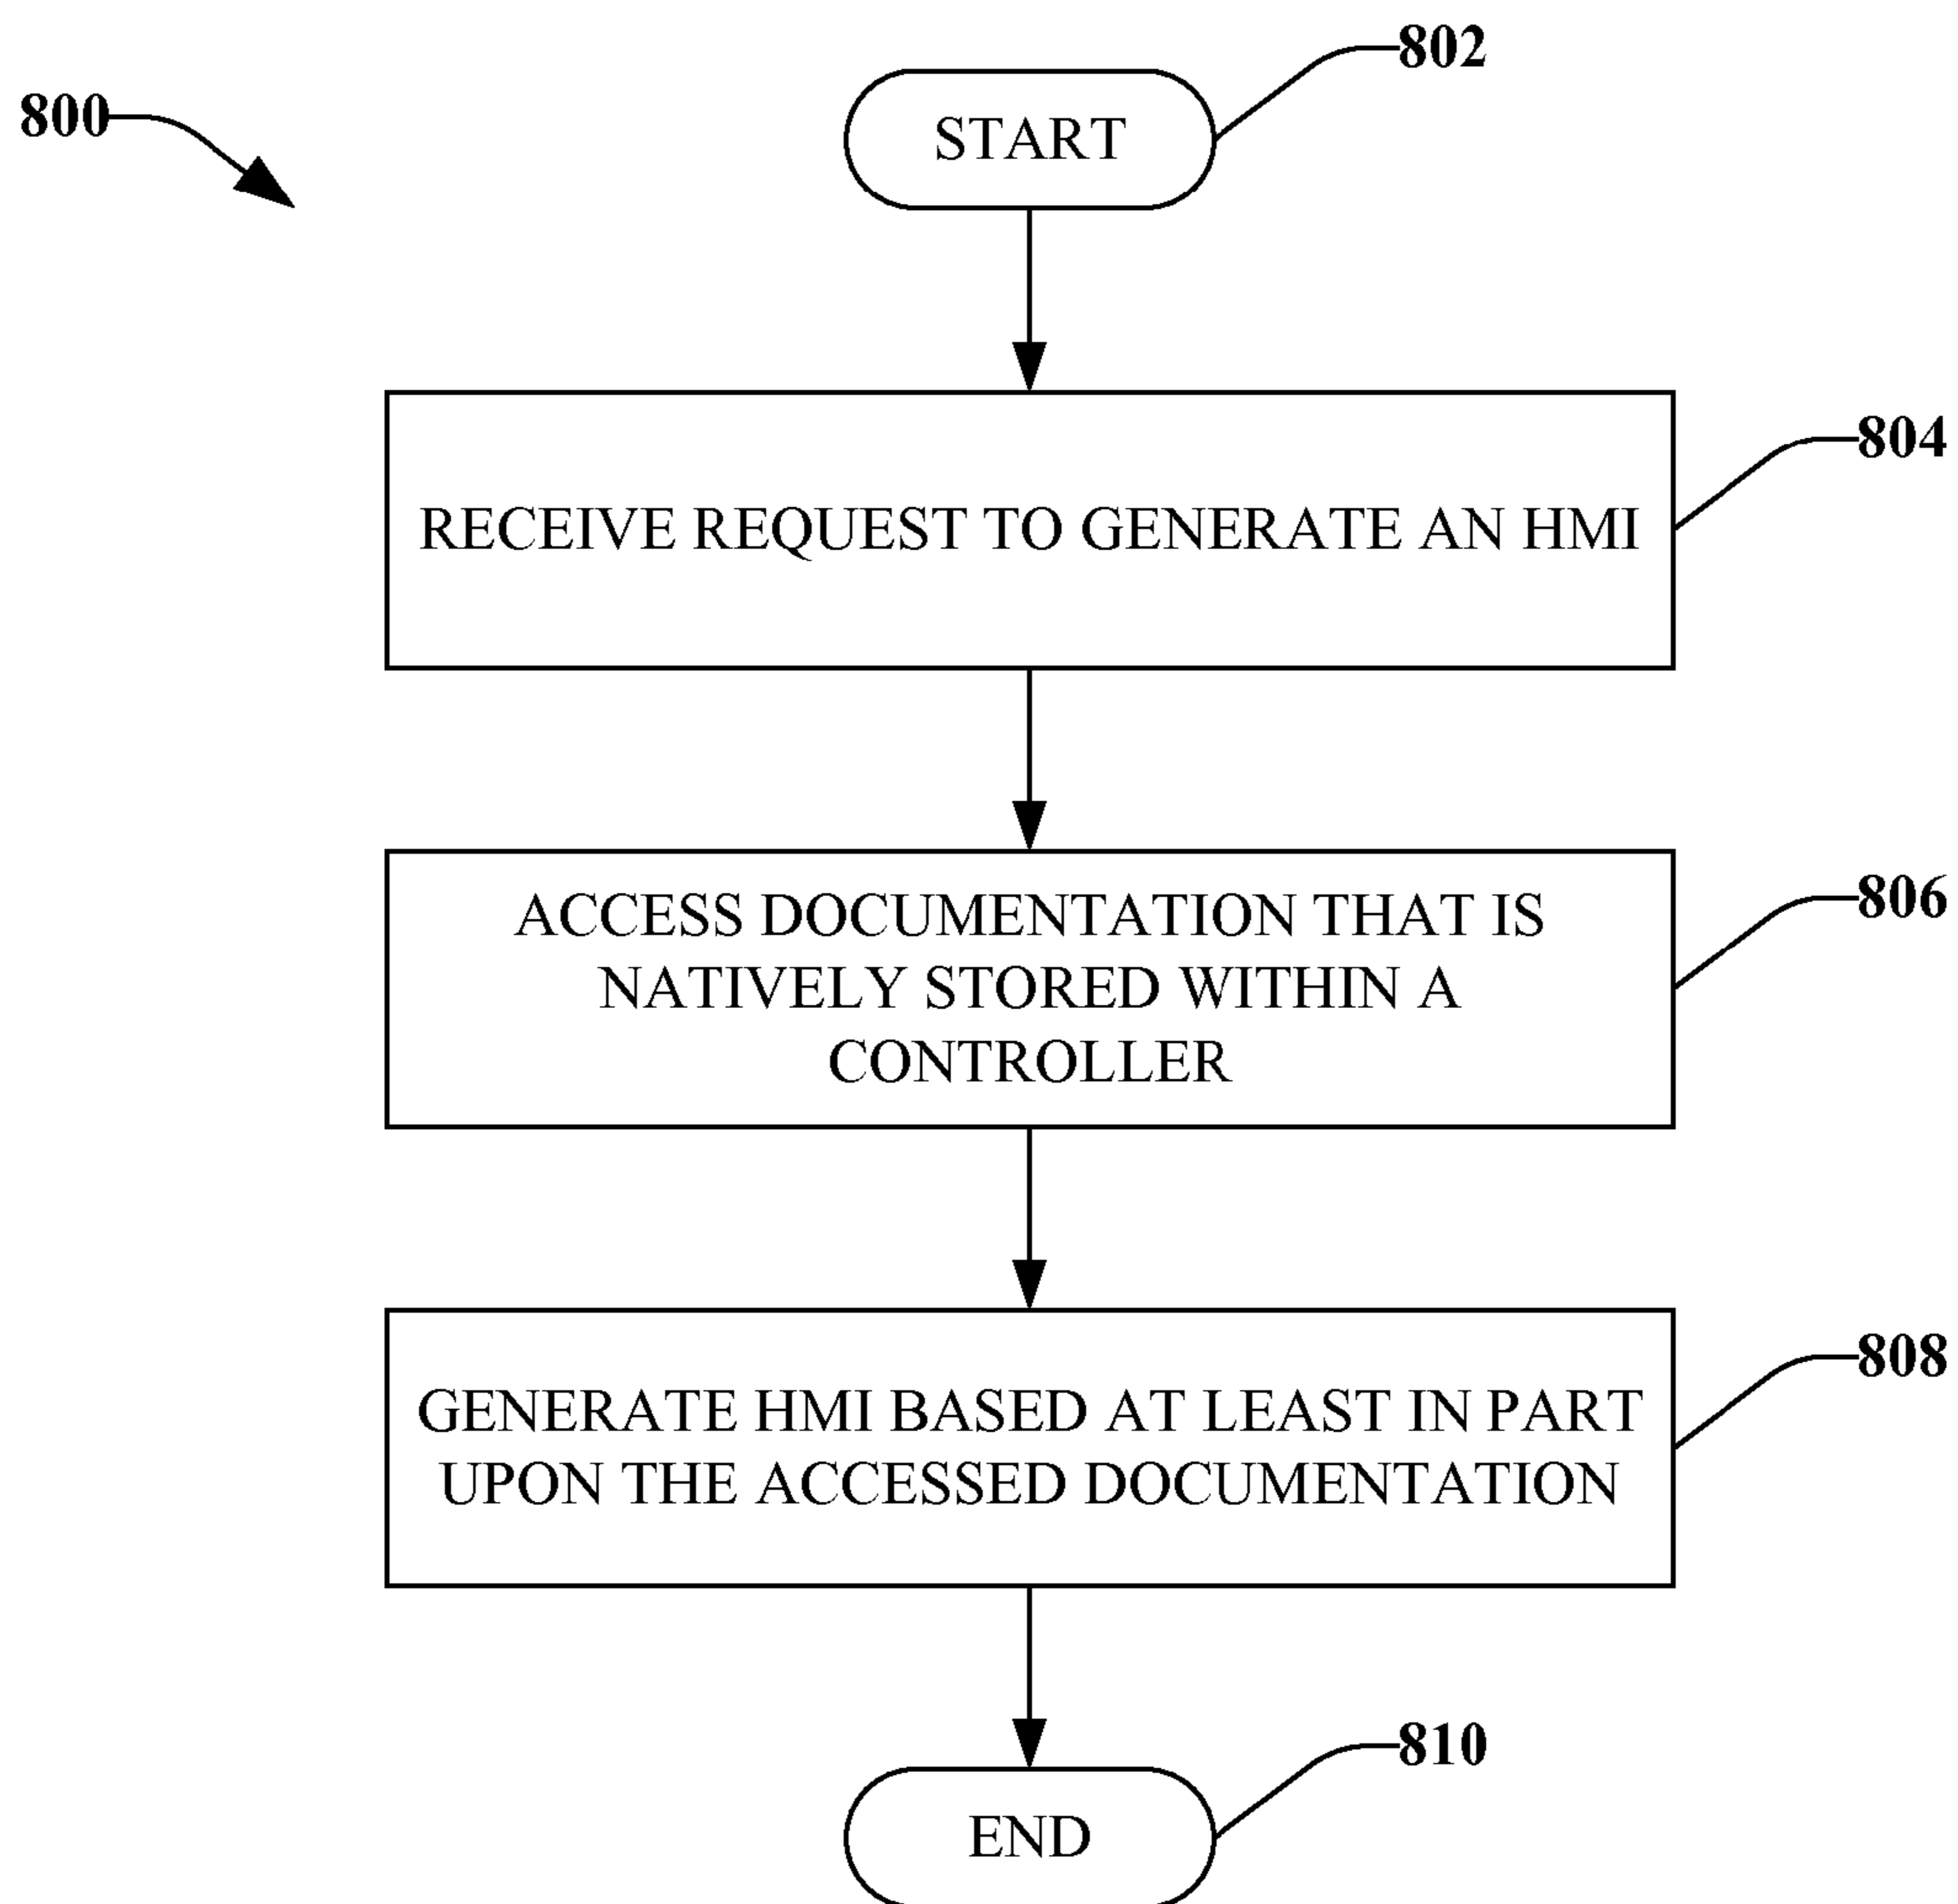 802
800
START
804
RECEIVE REQUEST TO GENERATE AN HMI
806
ACCESS DOCUMENTATION THAT IS
NATIVELY STORED WITHIN A
CONTROLLER
808
GENERATE HMI BASED AT LEAST IN PART
UPON THE ACCESSED DOCUMENTATION
810
END